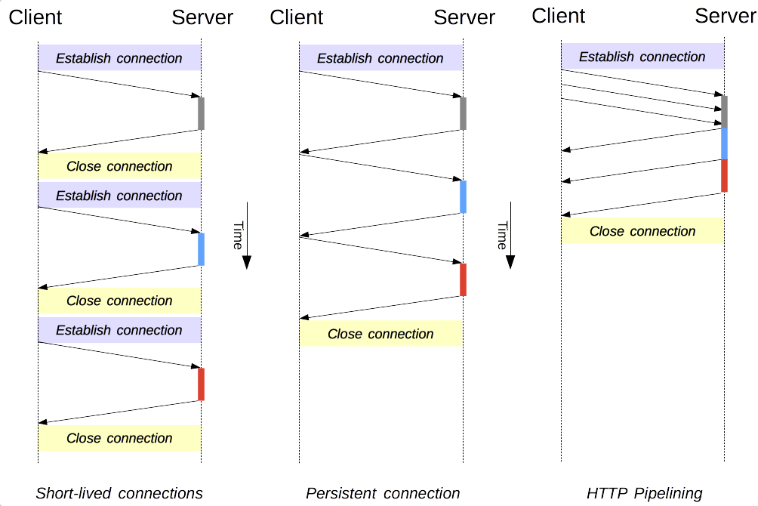 Client Server
Establish connection
Close connection
Establish connection
Close connection
Establish connection
Close connection
Short-lived connections
Time
Client Server
Establish connection
Close connection
Persistent connection
Time
Client Server
Establish connection
Close connection
HTTP Pipelining